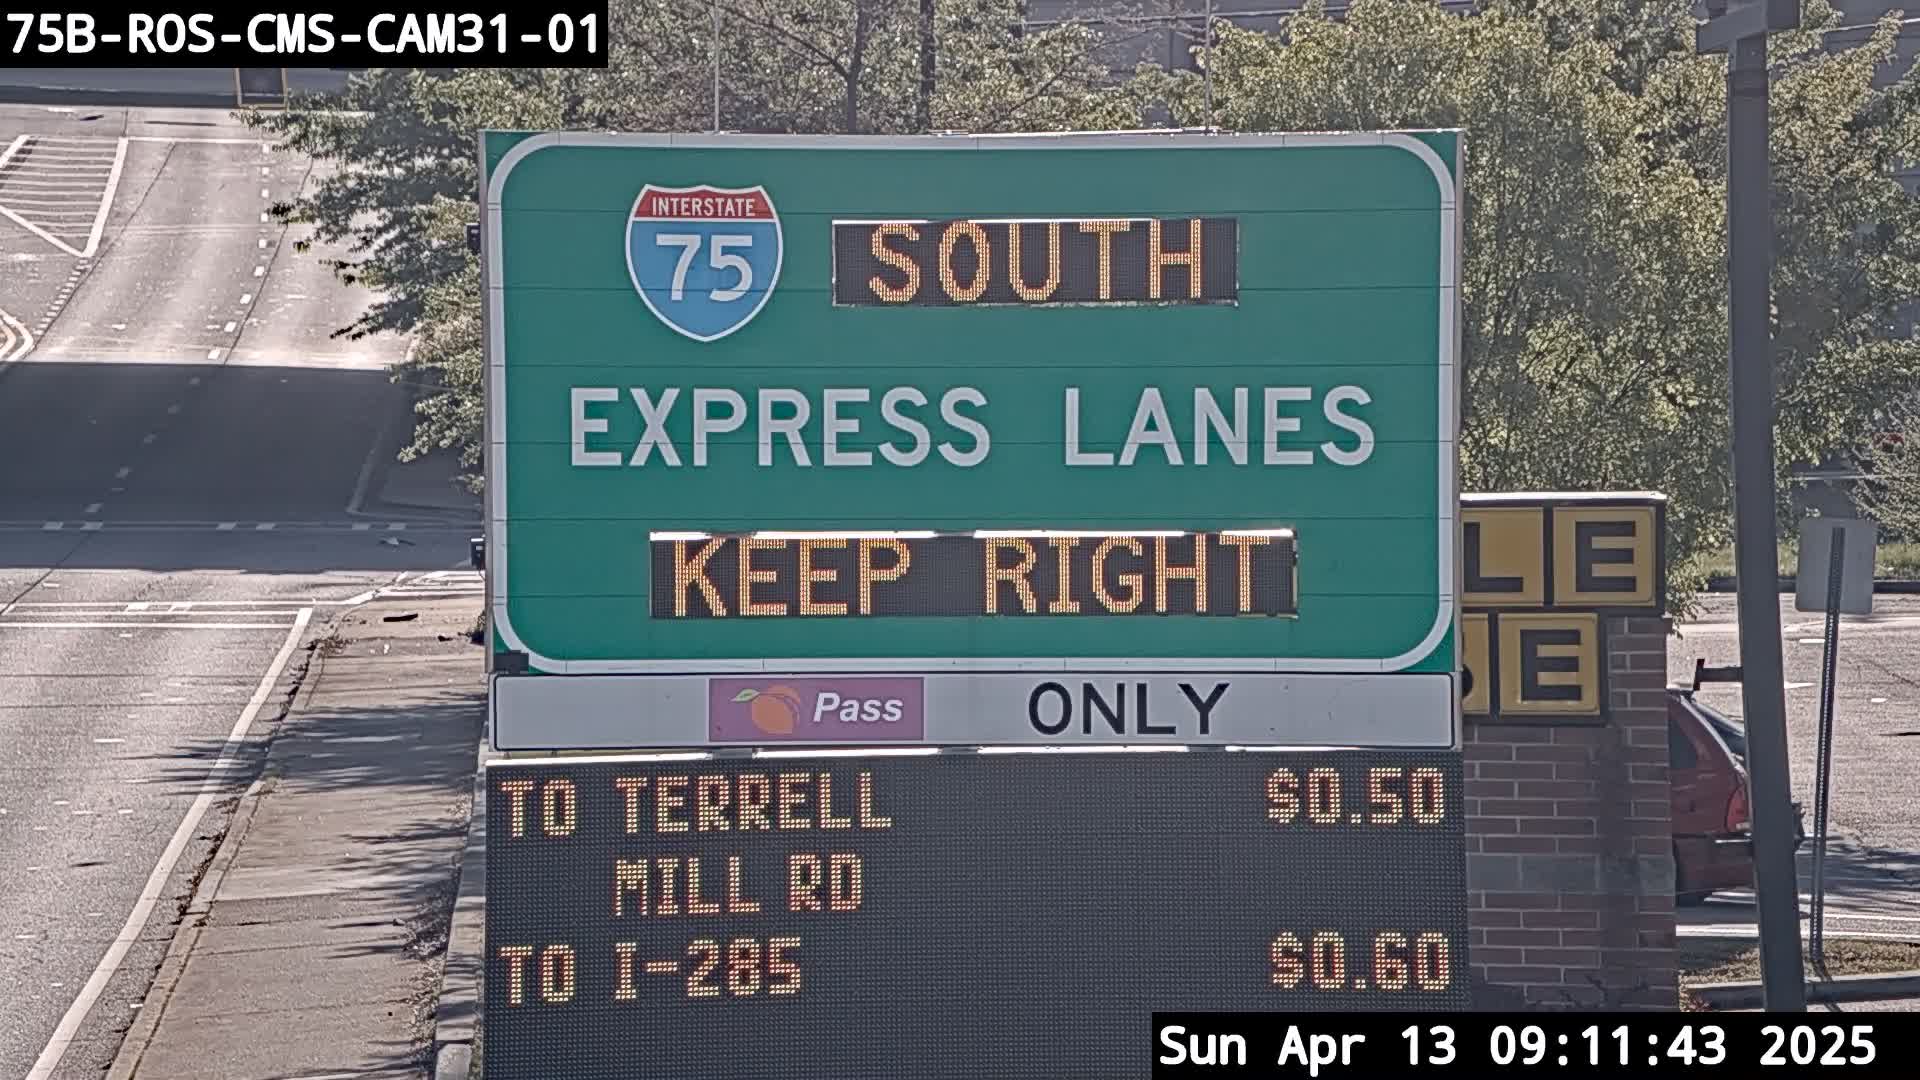 75B-ROS-CMS-CAM31-01
INTERSTATE
75
SOUTH
EXPRESS LANES
KEEP RIGHT
Pass ONLY
TO TERRELL $0.50
MILL RD
TO I-285 $0.60
LE
E
Sun Apr 13 09:11:43 2025